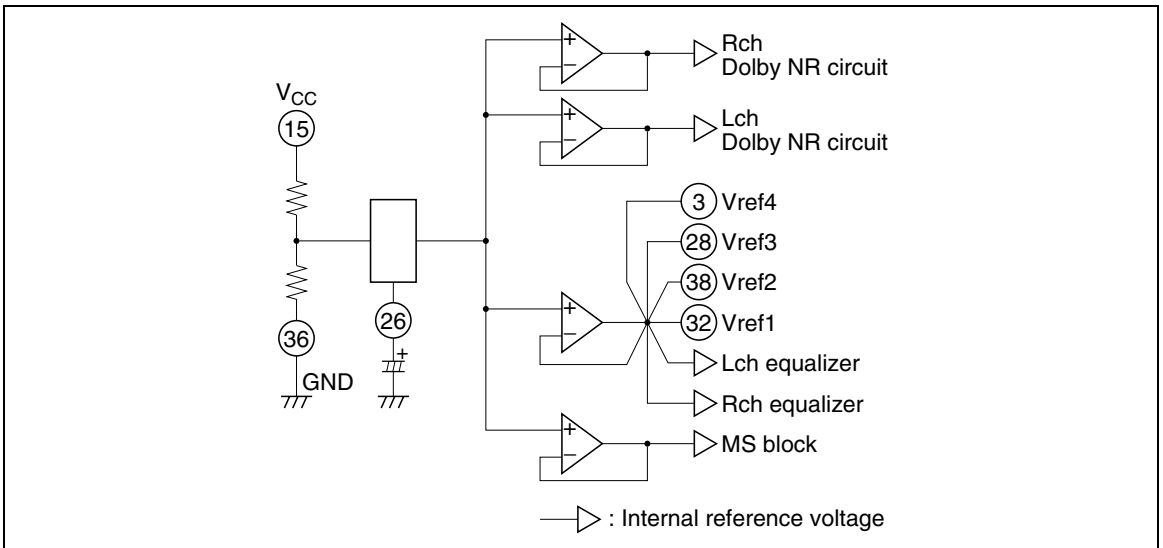 Rch
Dolby NR circuit
V_CC
15
Lch
Dolby NR circuit
3 Vref4
28 Vref3
38 Vref2
26
32 Vref1
36
GND
Lch equalizer
Rch equalizer
MS block
: Internal reference voltage
+
−
+
−
+
−
+
−
+